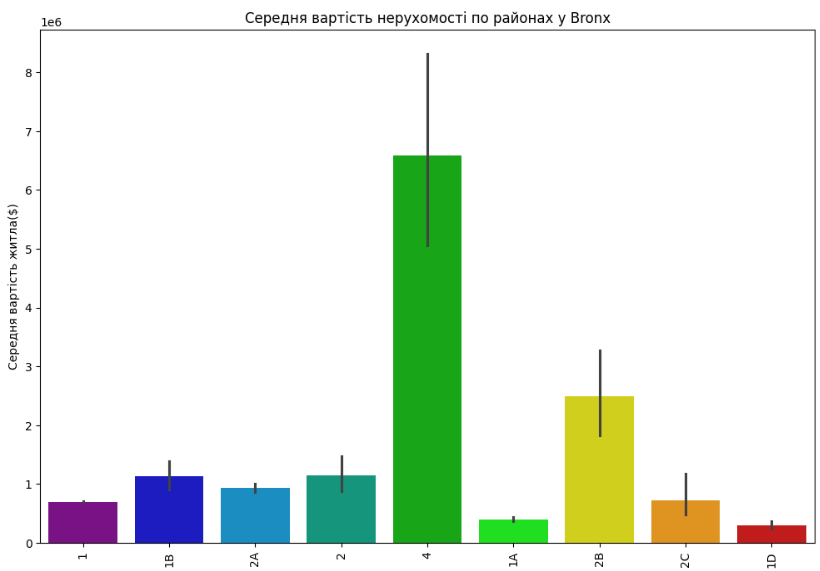 Середня вартість нерухомості по районах у Bronx
1e6
8
7
6
5
4
3
2
1
0
Середня вартість житла($)
1
1B
2A
2
4
1A
2B
2C
1D